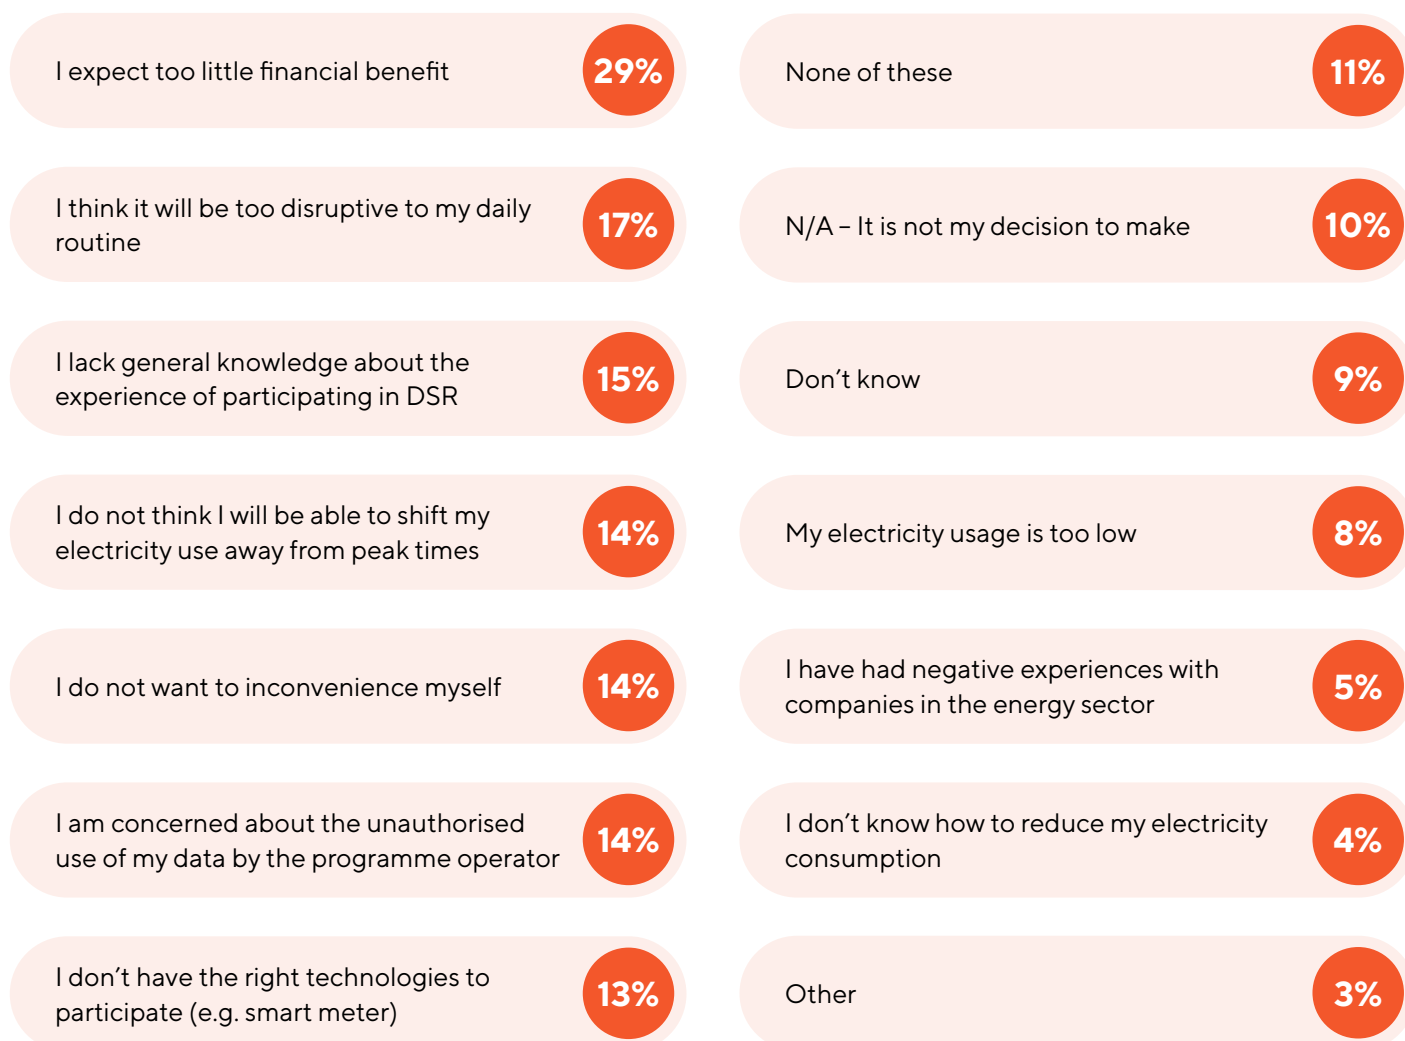 I expect too little financial benefit
29%
I think it will be too disruptive to my daily
routine
17%
I lack general knowledge about the
experience of participating in DSR
15%
I do not think I will be able to shift my
electricity use away from peak times
14%
I do not want to inconvenience myself
14%
I am concerned about the unauthorised
use of my data by the programme operator
14%
I don’t have the right technologies to
participate (e.g. smart meter)
13%
None of these
11%
N/A – It is not my decision to make
10%
Don’t know
9%
My electricity usage is too low
8%
I have had negative experiences with
companies in the energy sector
5%
I don’t know how to reduce my electricity
consumption
4%
Other
3%